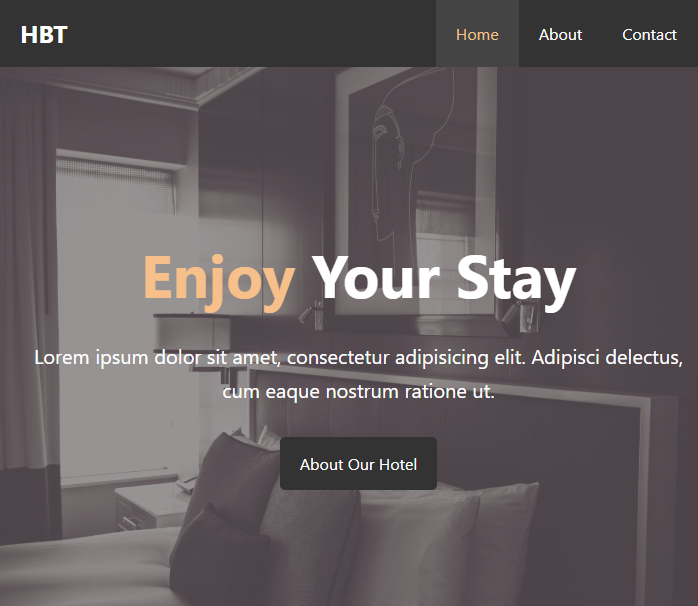 HBT
Home About Contact
Enjoy Your Stay
Lorem ipsum dolor sit amet, consectetur adipisicing elit. Adipisci delectus,
cum eaque nostrum ratione ut.
About Our Hotel